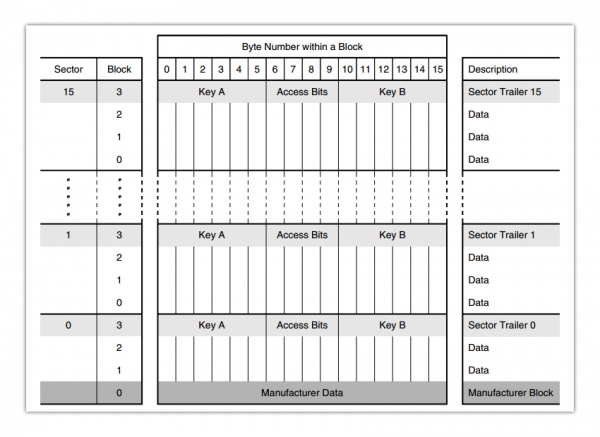 Byte Number within a Block
Sector Block 0 1 2 3 4 5 6 7 8 9 10 11 12 13 14 15 Description
15 3 Key A Access Bits Key B Sector Trailer 15
2 Data
1 Data
0 Data
1 3 Key A Access Bits Key B Sector Trailer 1
2 Data
1 Data
0 Data
0 3 Key A Access Bits Key B Sector Trailer 0
2 Data
1 Data
0 Manufacturer Data Manufacturer Block